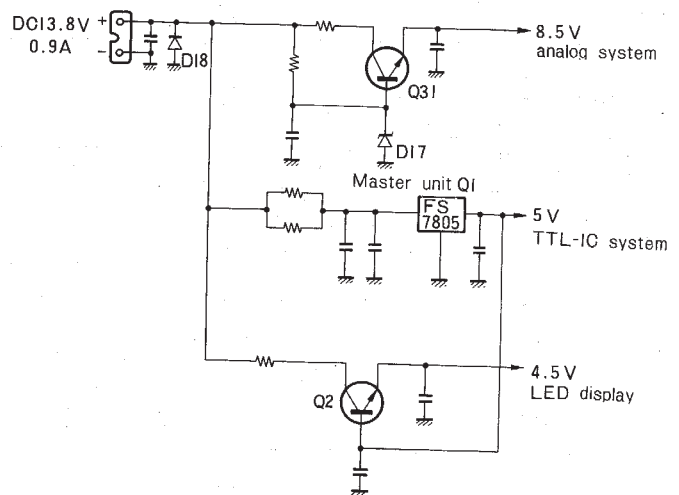 DC13.8V
0.9A
+
-
D18
Q31
8.5V
analog system
D17
Master unit Q1
FS
7805
5V
TTL-IC system
Q2
4.5V
LED display